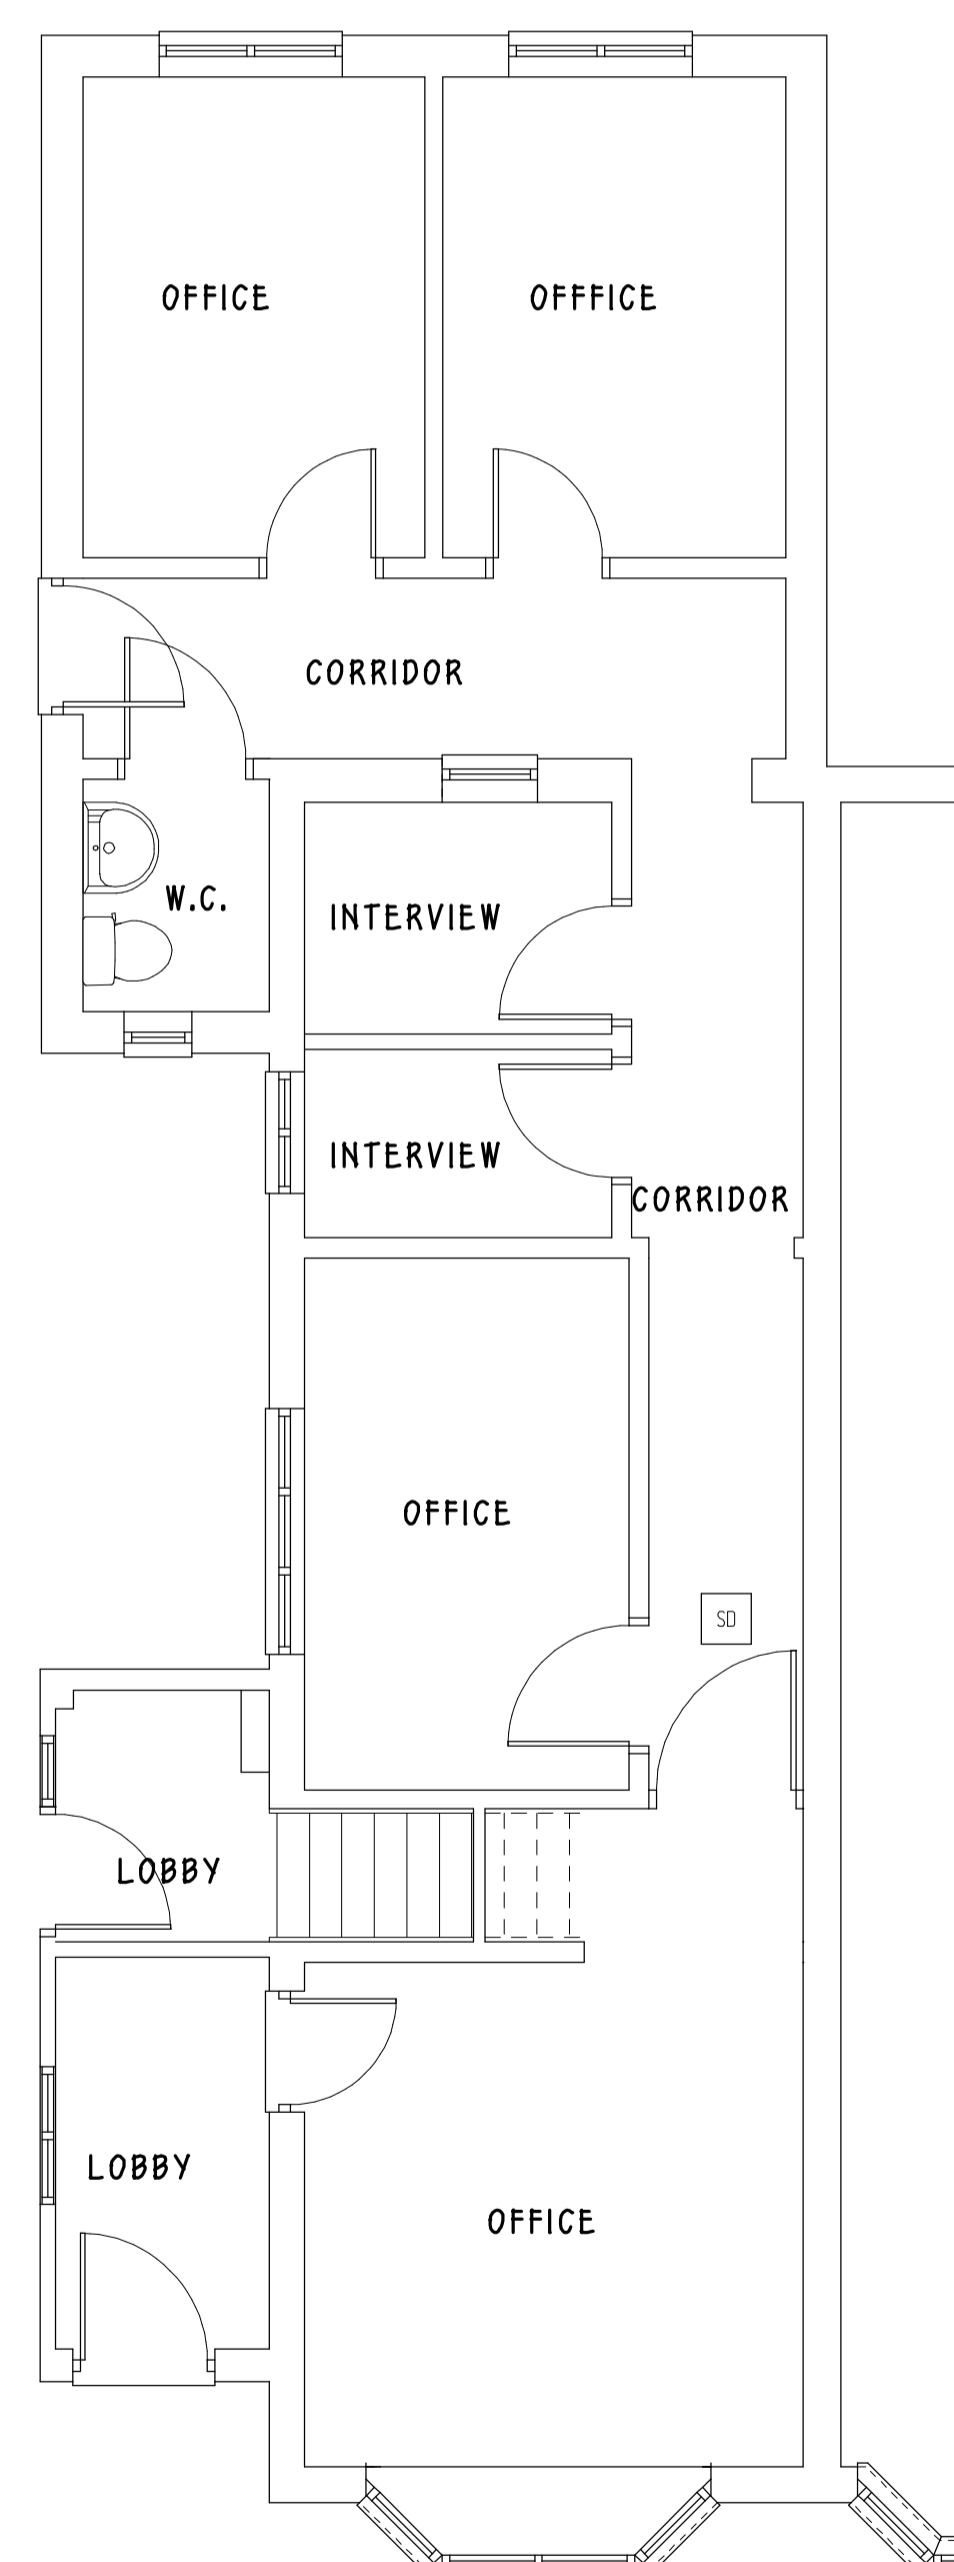 OFFICE
OFFFICE
CORRIDOR
W.C.
INTERVIEW
INTERVIEW
CORRIDOR
OFFICE
SD
LOBBY
LOBBY
OFFICE